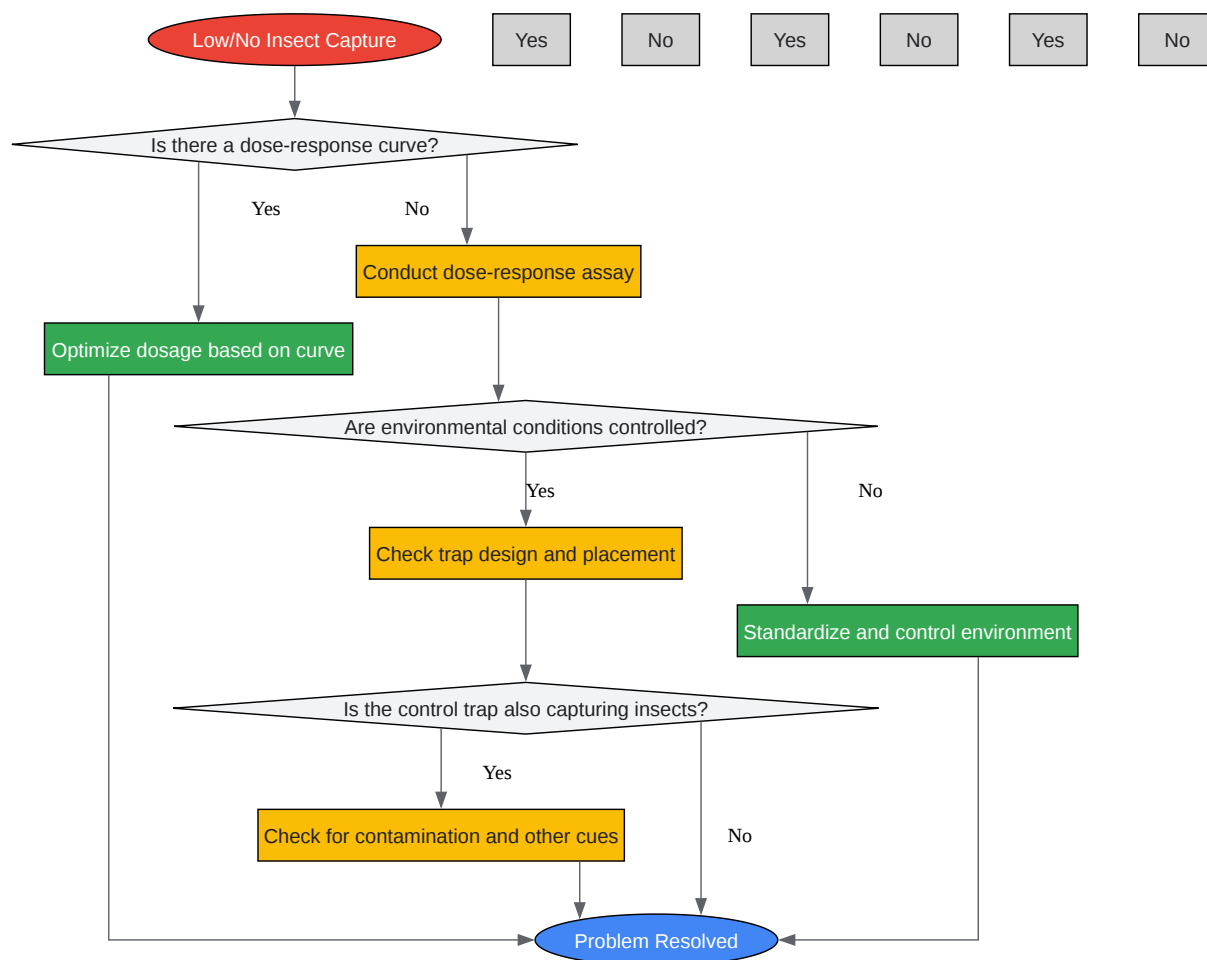 Low/No Insect Capture
Yes
No
Yes
No
Yes
No
Is there a dose-response curve?
Yes
No
Conduct dose-response assay
Optimize dosage based on curve
Are environmental conditions controlled?
Yes
No
Check trap design and placement
Standardize and control environment
Is the control trap also capturing insects?
Yes
Check for contamination and other cues
No
Problem Resolved